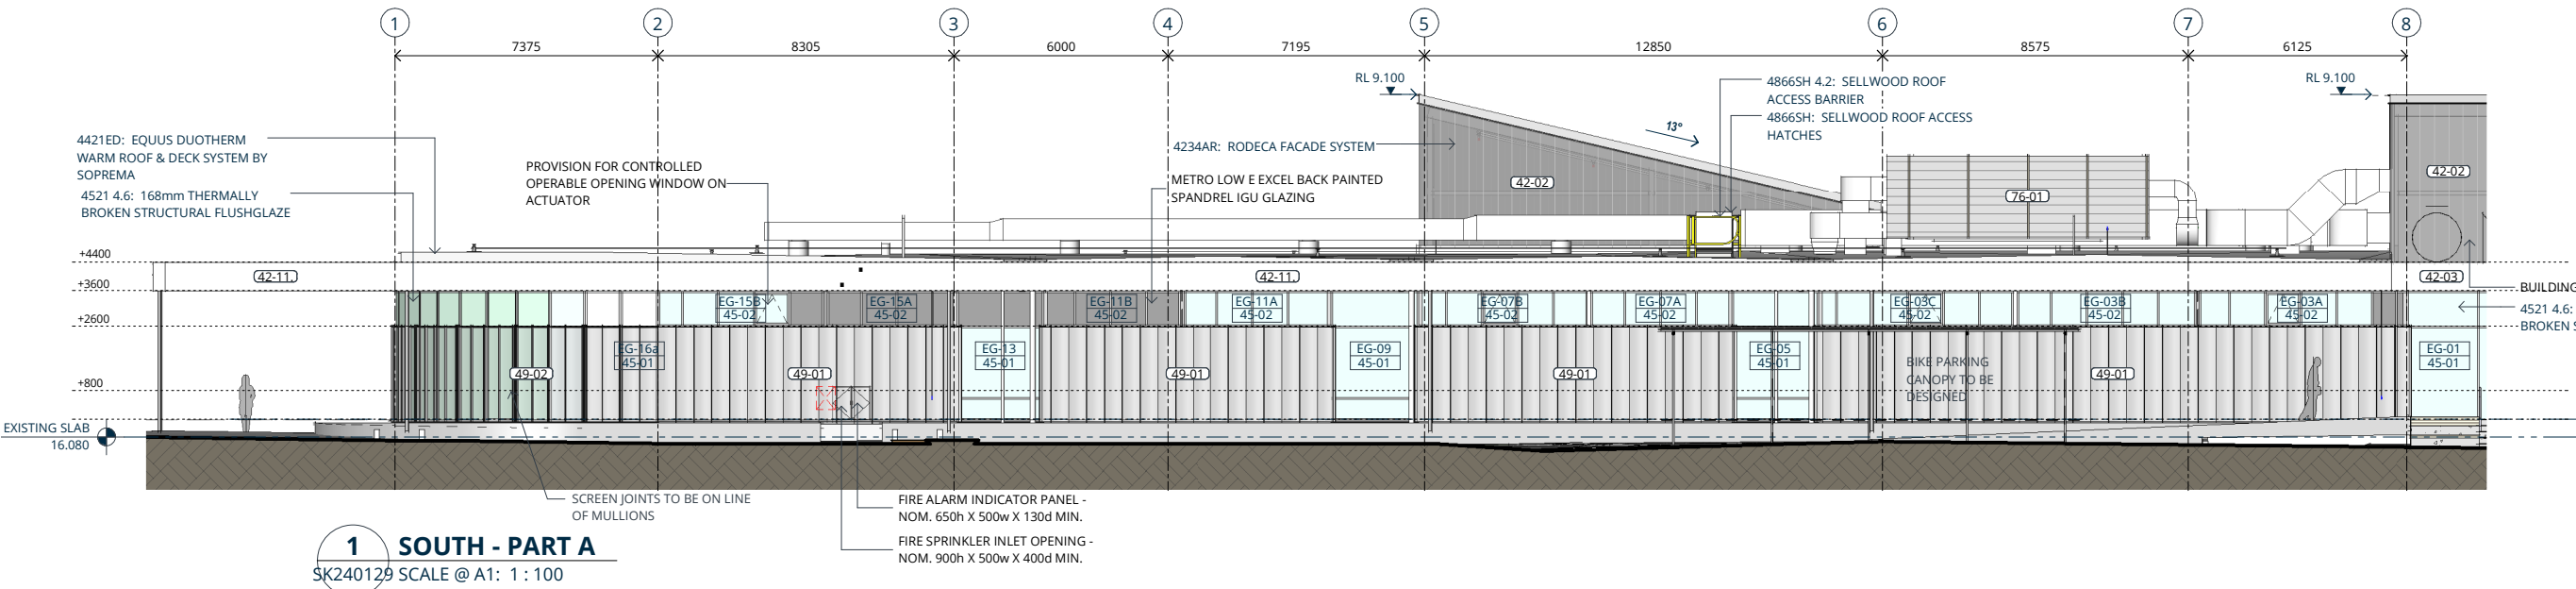 1 2 3 4 5 6 7 8
7375 8305 6000 7195 12850 8575 6125
RL 9.100
RL 9.100
4866SH 4.2: SELLWOOD ROOF
ACCESS BARRIER
4866SH: SELLWOOD ROOF ACCESS
HATCHES
13°
4421ED: EQUUS DUOTHERM
WARM ROOF & DECK SYSTEM BY
SOPREMA
4521 4.6: 168mm THERMALLY
BROKEN STRUCTURAL FLUSHGLAZE
PROVISION FOR CONTROLLED
OPERABLE OPENING WINDOW ON
ACTUATOR
4234AR: RODECA FACADE SYSTEM
METRO LOW E EXCEL BACK PAINTED
SPANDREL IGU GLAZING
42-02
76-01
42-02
+4400
42-11.
42-11.
42-03
+3600
BUILDING
EG-15B
45-02
EG-15A
45-02
EG-11B
45-02
EG-11A
45-02
EG-07B
45-02
EG-07A
45-02
EG-03C
45-02
EG-03B
45-02
EG-03A
45-02
4521 4.6:
BROKEN S
+2600
EG-16a
45-01
EG-13
45-01
EG-09
45-01
EG-05
45-01
EG-01
45-01
BIKE PARKING
CANOPY TO BE
DESIGNED
49-02
49-01
49-01
49-01
49-01
+800
EXISTING SLAB
16.080
SCREEN JOINTS TO BE ON LINE
OF MULLIONS
FIRE ALARM INDICATOR PANEL -
NOM. 650h X 500w X 130d MIN.
FIRE SPRINKLER INLET OPENING -
NOM. 900h X 500w X 400d MIN.
1 SOUTH - PART A
SK240129 SCALE @ A1: 1 : 100